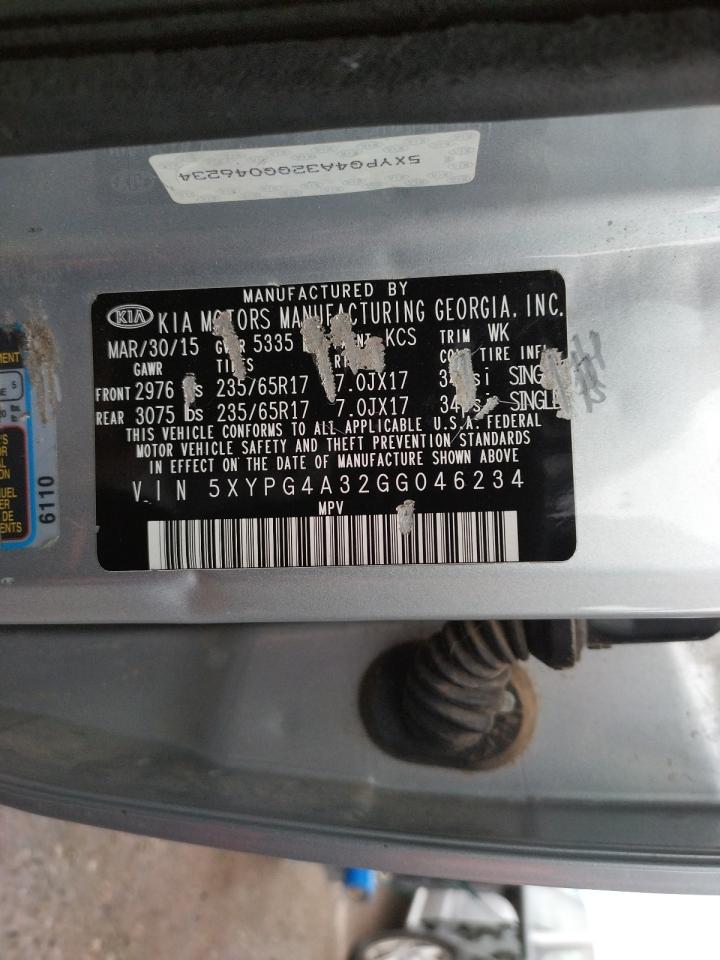 5XYPG4A32GG046234
MANUFACTURED BY
KIA KIA MOTORS MANUFACTURING GEORGIA, INC.
MAR/30/15 5335 KCS TRIM WK
GAWR TIRE
FRONT 2976 235/65R17 7.0JX17
REAR 3075 235/65R17 7.0JX17 SINGLE
THIS VEHICLE CONFORMS TO ALL APPLICABLE U.S.A. FEDERAL
MOTOR VEHICLE SAFETY AND THEFT PREVENTION STANDARDS
IN EFFECT ON THE DATE OF MANUFACTURE SHOWN ABOVE
VIN 5XYPG4A32GG046234
MPV
6110